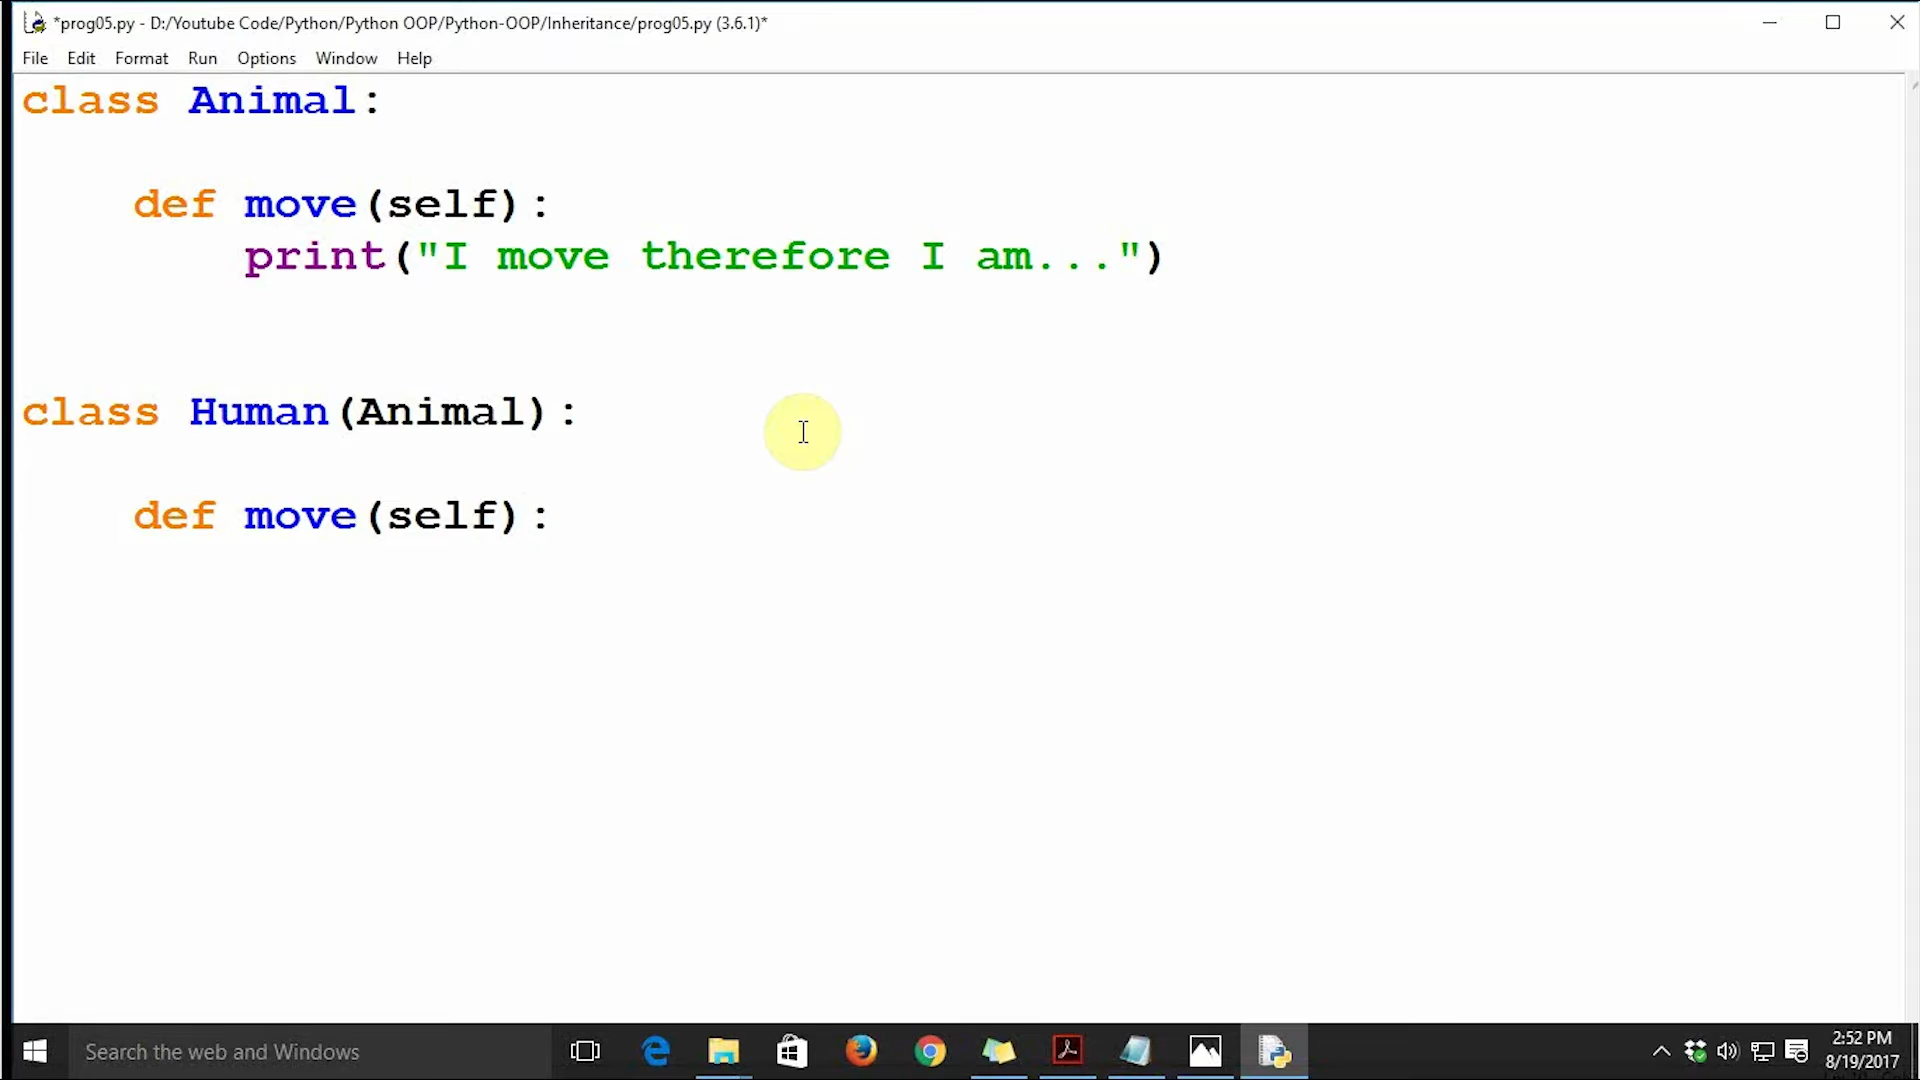 *prog05.py - D:/Youtube Code/Python/Python OOP/Python-OOP/Inheritance/prog05.py (3.6.1)*
File Edit Format Run Options Window Help
class Animal:
def move(self):
print("I move therefore I am...")
class Human(Animal):
def move(self):
Search the web and Windows
2:52 PM
8/19/2017